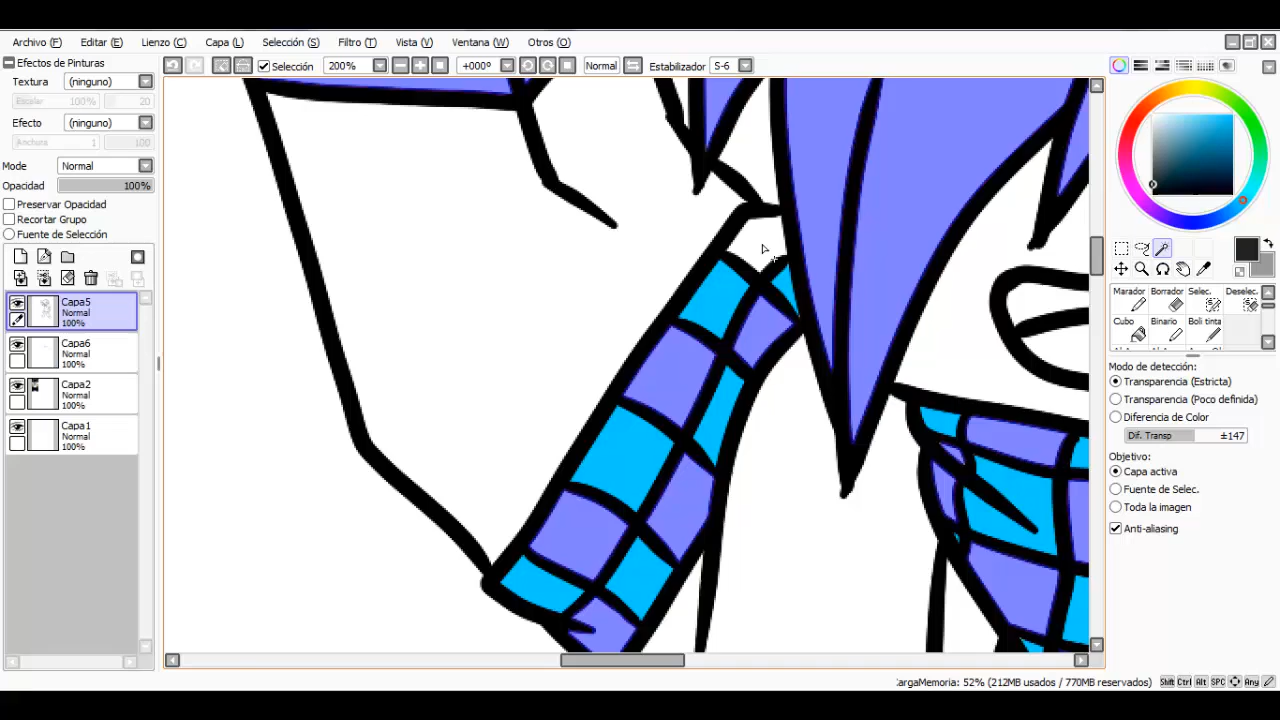 Archivo (F) Editar (E) Lienzo (C) Capa (L) Selección (S) Filtro (T) Vista (V) Ventana (W) Otros (O)
Efectos de Pinturas
Selección 200% +000º Normal Estabilizador S-6
Textura (ninguno)
Escalar 100% 20
Efecto (ninguno)
Anchura 1 100
Mode Normal
Opacidad 100%
Preservar Opacidad
Recortar Grupo
Fuente de Selección
Capa5
Normal
100%
Capa6
Normal
100%
Capa2
Normal
100%
Capa1
Normal
100%
Marador Borrador Selec. Deselec.
Cubo Binario Boli tinta
Modo de detección:
Transparencia (Estricta)
Transparencia (Poco definida)
Diferencia de Color
Dif. Transp ±147
Objetivo:
Capa activa
Fuente de Selec.
Toda la imagen
Anti-aliasing
argaMemoria: 52% (212MB usados / 770MB reservados) Shift Ctrl Alt SPC Any